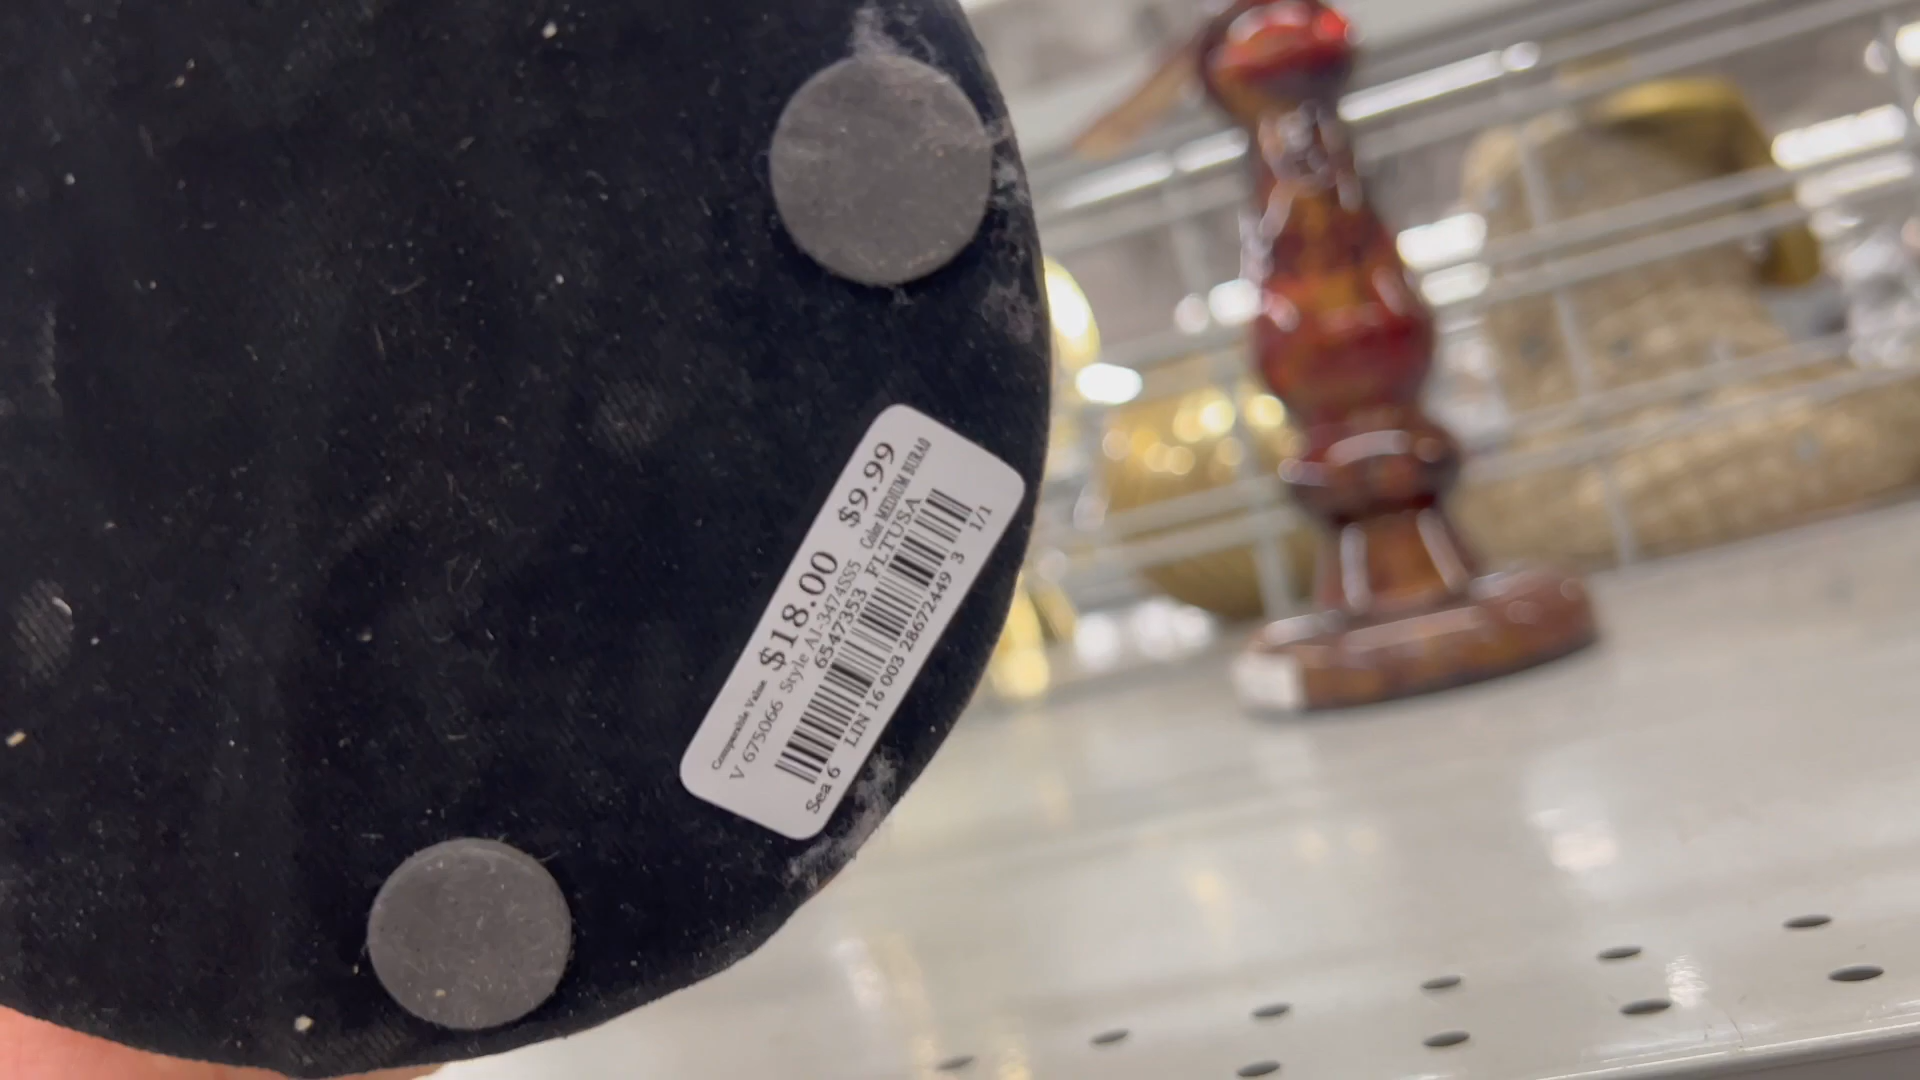 Comparable Value $18.00 $9.99
V 675066 Style AI-3474SS5 Color MEDIUM BURAO
6547353 FLTUSA
LIN 16 003 28672449 3 1/1
Sea 6